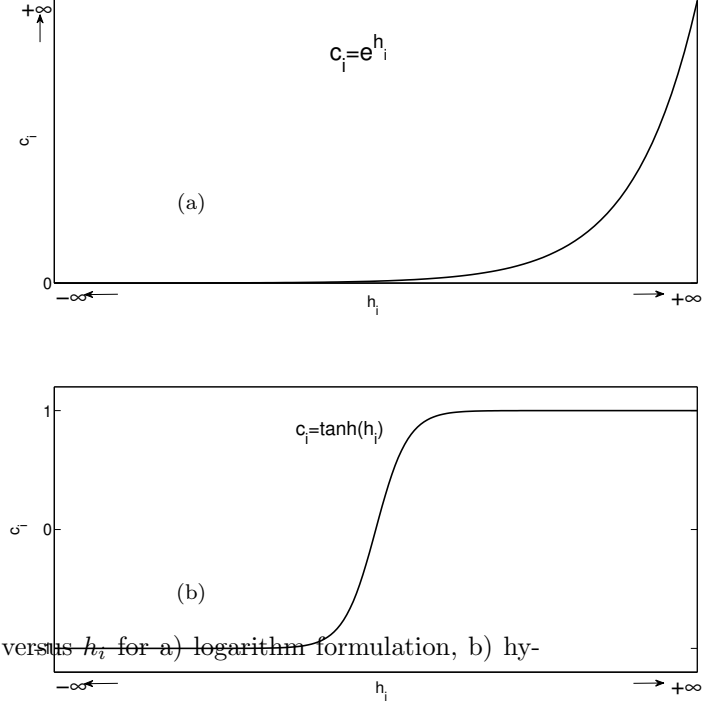 +∞
c_i=e^{h_i}
c_i
(a)
0
−∞ h_i +∞
1
c_i=tanh(h_i)
c_i
0
(b)
versus h_i for a) logarithm formulation, b) hy-
−∞ h_i +∞